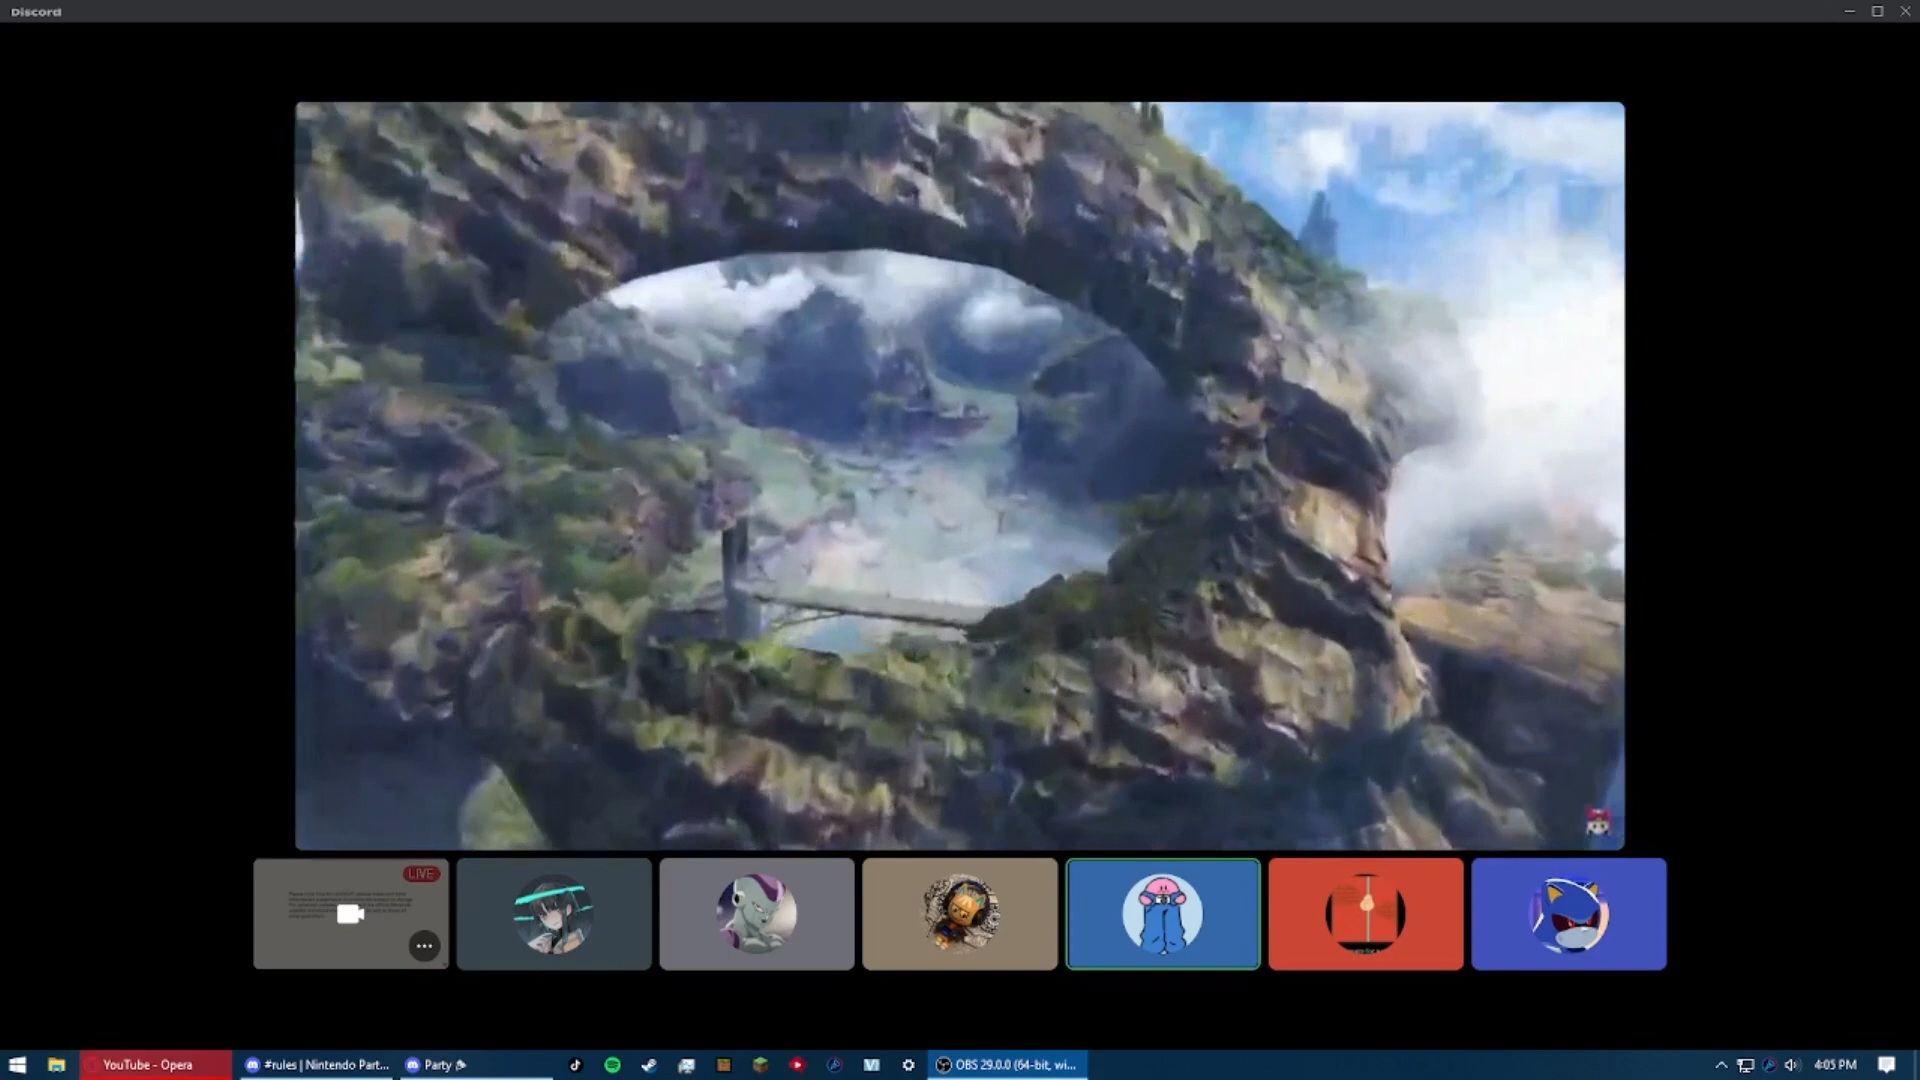 Discord
LIVE
YouTube - Opera
#rules | Nintendo Part...
Party
OBS 29.0.0 (64-bit, wi...
4:05 PM